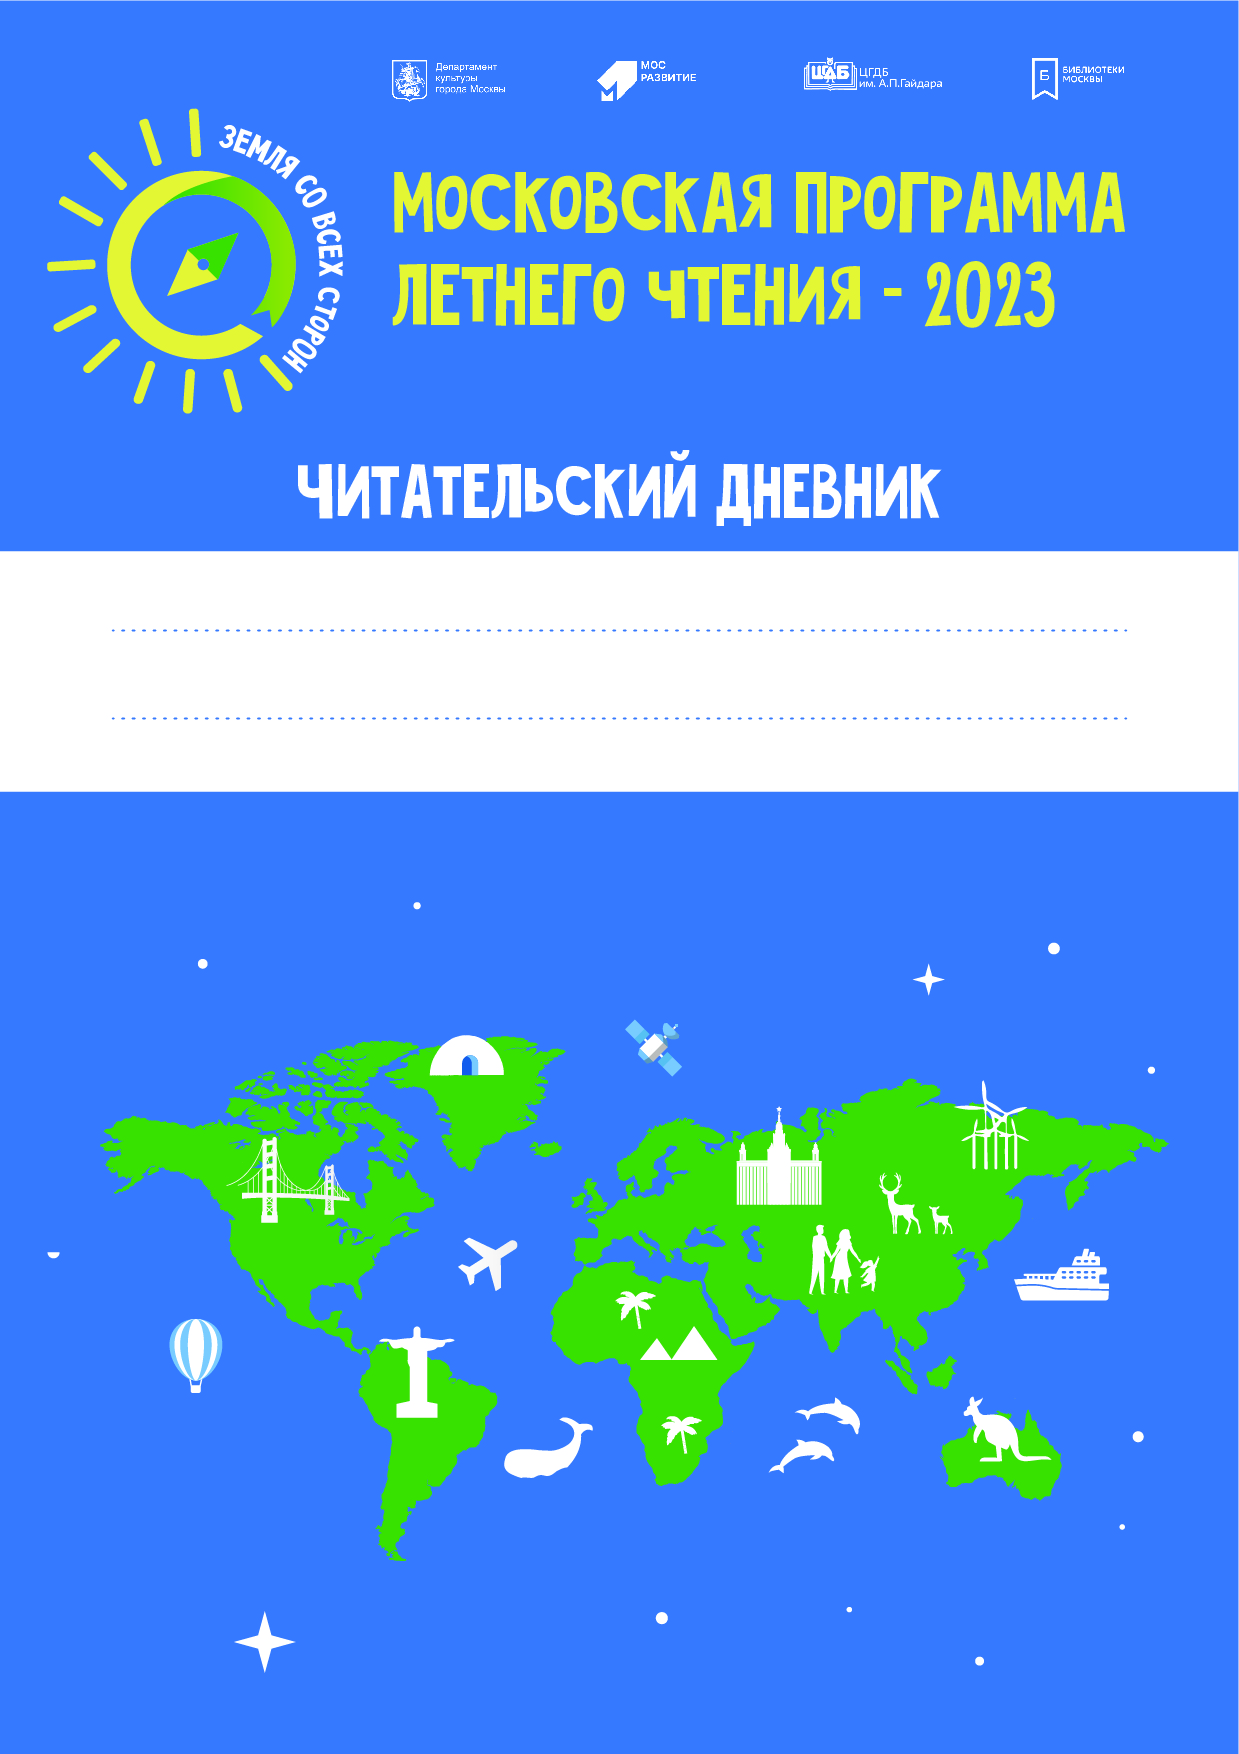 Департамент
культуры
города Москвы
МОС
РАЗВИТИЕ
ЦГДБ
ЦГДБ
им. А.П.Гайдара
Б
БИБЛИОТЕКИ
МОСКВЫ
ЗЕМЛЯ СО ВСЕХ СТОРОН
МОСКОВСКАЯ ПРОГРАММА
ЛЕТНЕГО ЧТЕНИЯ - 2023
ЧИТАТЕЛЬСКИЙ ДНЕВНИК